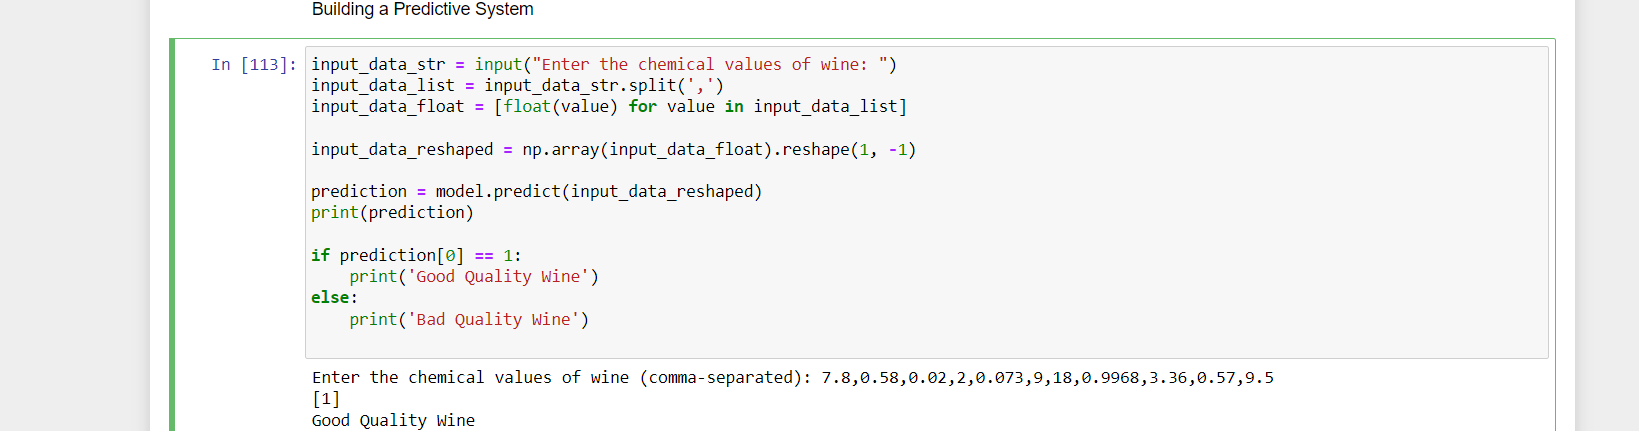 Building a Predictive System
In [113]: input_data_str = input("Enter the chemical values of wine: ")
input_data_list = input_data_str.split(',')
input_data_float = [float(value) for value in input_data_list]
input_data_reshaped = np.array(input_data_float).reshape(1, -1)
prediction = model.predict(input_data_reshaped)
print(prediction)
if prediction[0] == 1:
    print('Good Quality Wine')
else:
    print('Bad Quality Wine')
Enter the chemical values of wine (comma-separated): 7.8,0.58,0.02,2,0.073,9,18,0.9968,3.36,0.57,9.5
[1]
Good Quality Wine